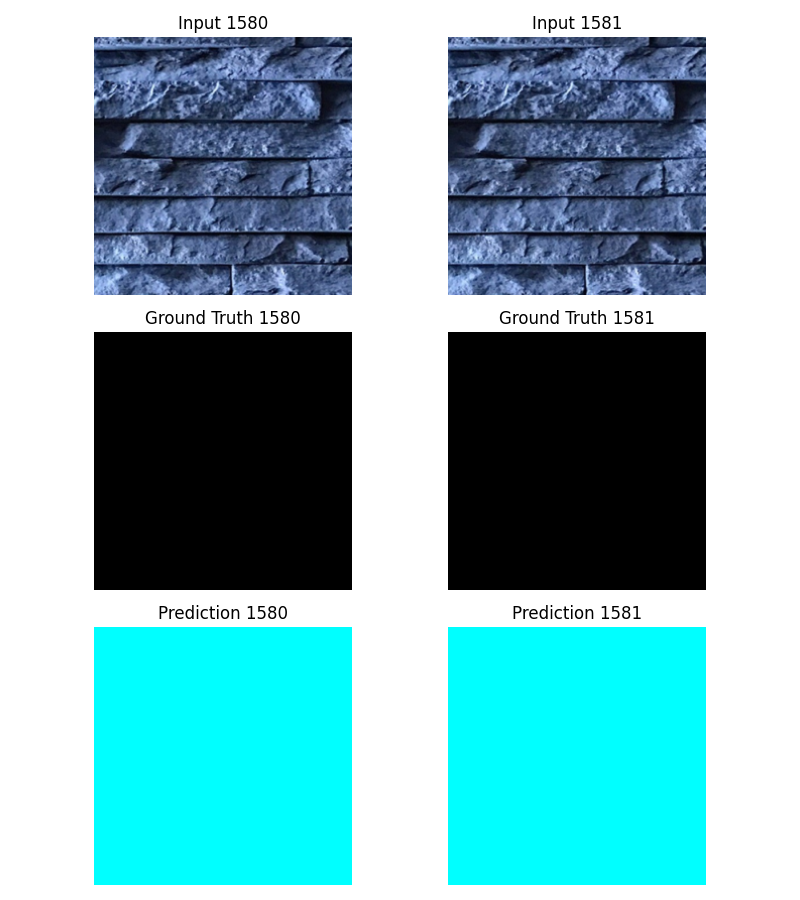 Input 1580
Input 1581
Ground Truth 1580
Ground Truth 1581
Prediction 1580
Prediction 1581